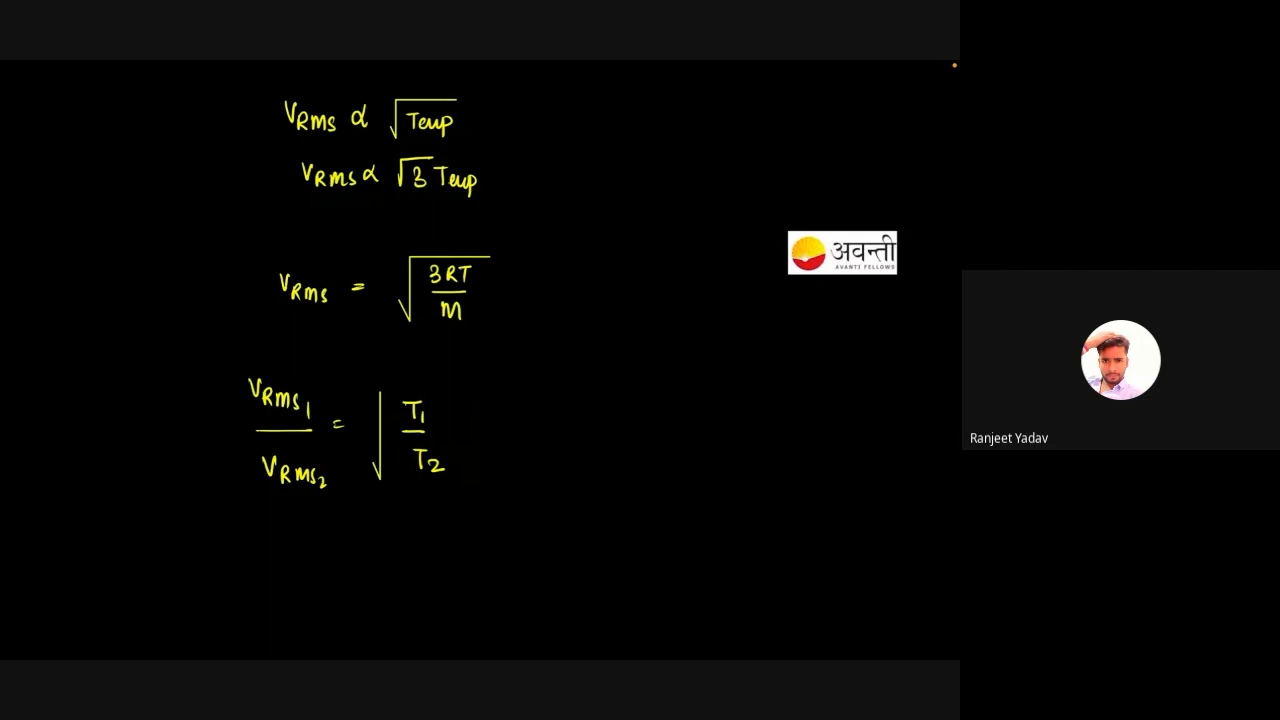 VRMS α √Temp
VRMS α √3 Temp
VRMS = √3RT/M
VRMS1/VRMS2 = √T1/T2
अवन्ती
AVANTI FELLOWS
Ranjeet Yadav